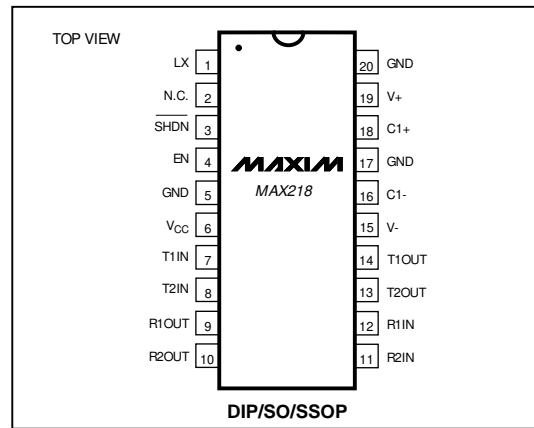 TOP VIEW
LX 1 20 GND
N.C. 2 19 V+
SHDN 3 18 C1+
EN 4 17 GND
MAXIM
MAX218
GND 5 16 C1-
VCC 6 15 V-
T1IN 7 14 T1OUT
T2IN 8 13 T2OUT
R1OUT 9 12 R1IN
R2OUT 10 11 R2IN
DIP/SO/SSOP